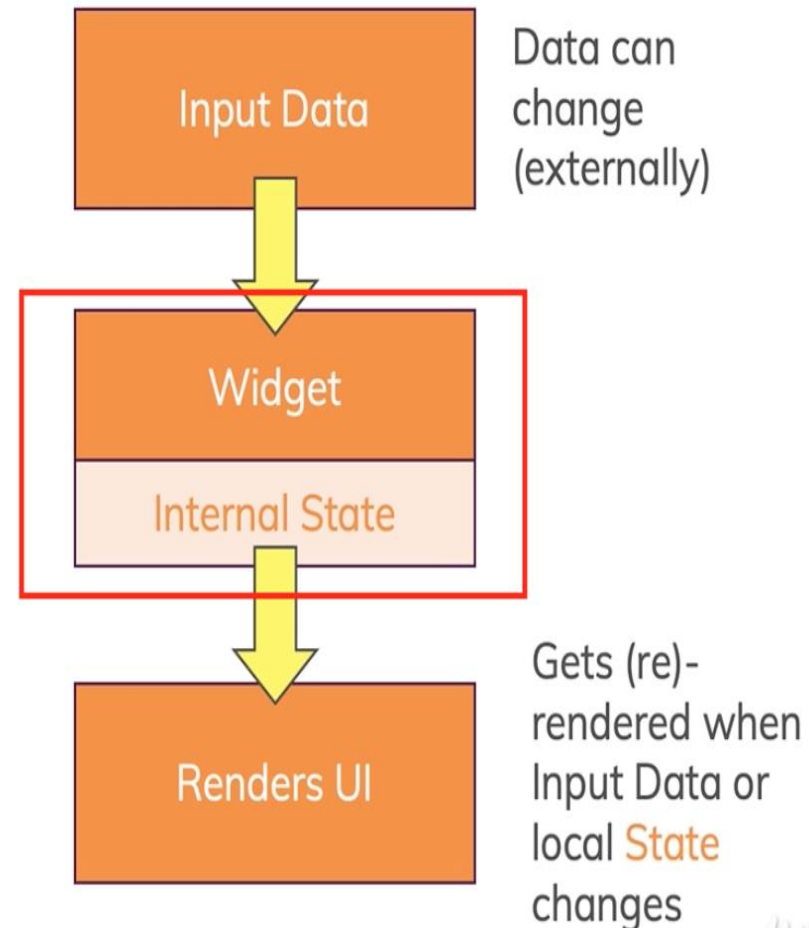 Input Data
Data can
change
(externally)
Widget
Internal State
Renders UI
Gets (re)-
rendered when
Input Data or
local State
changes